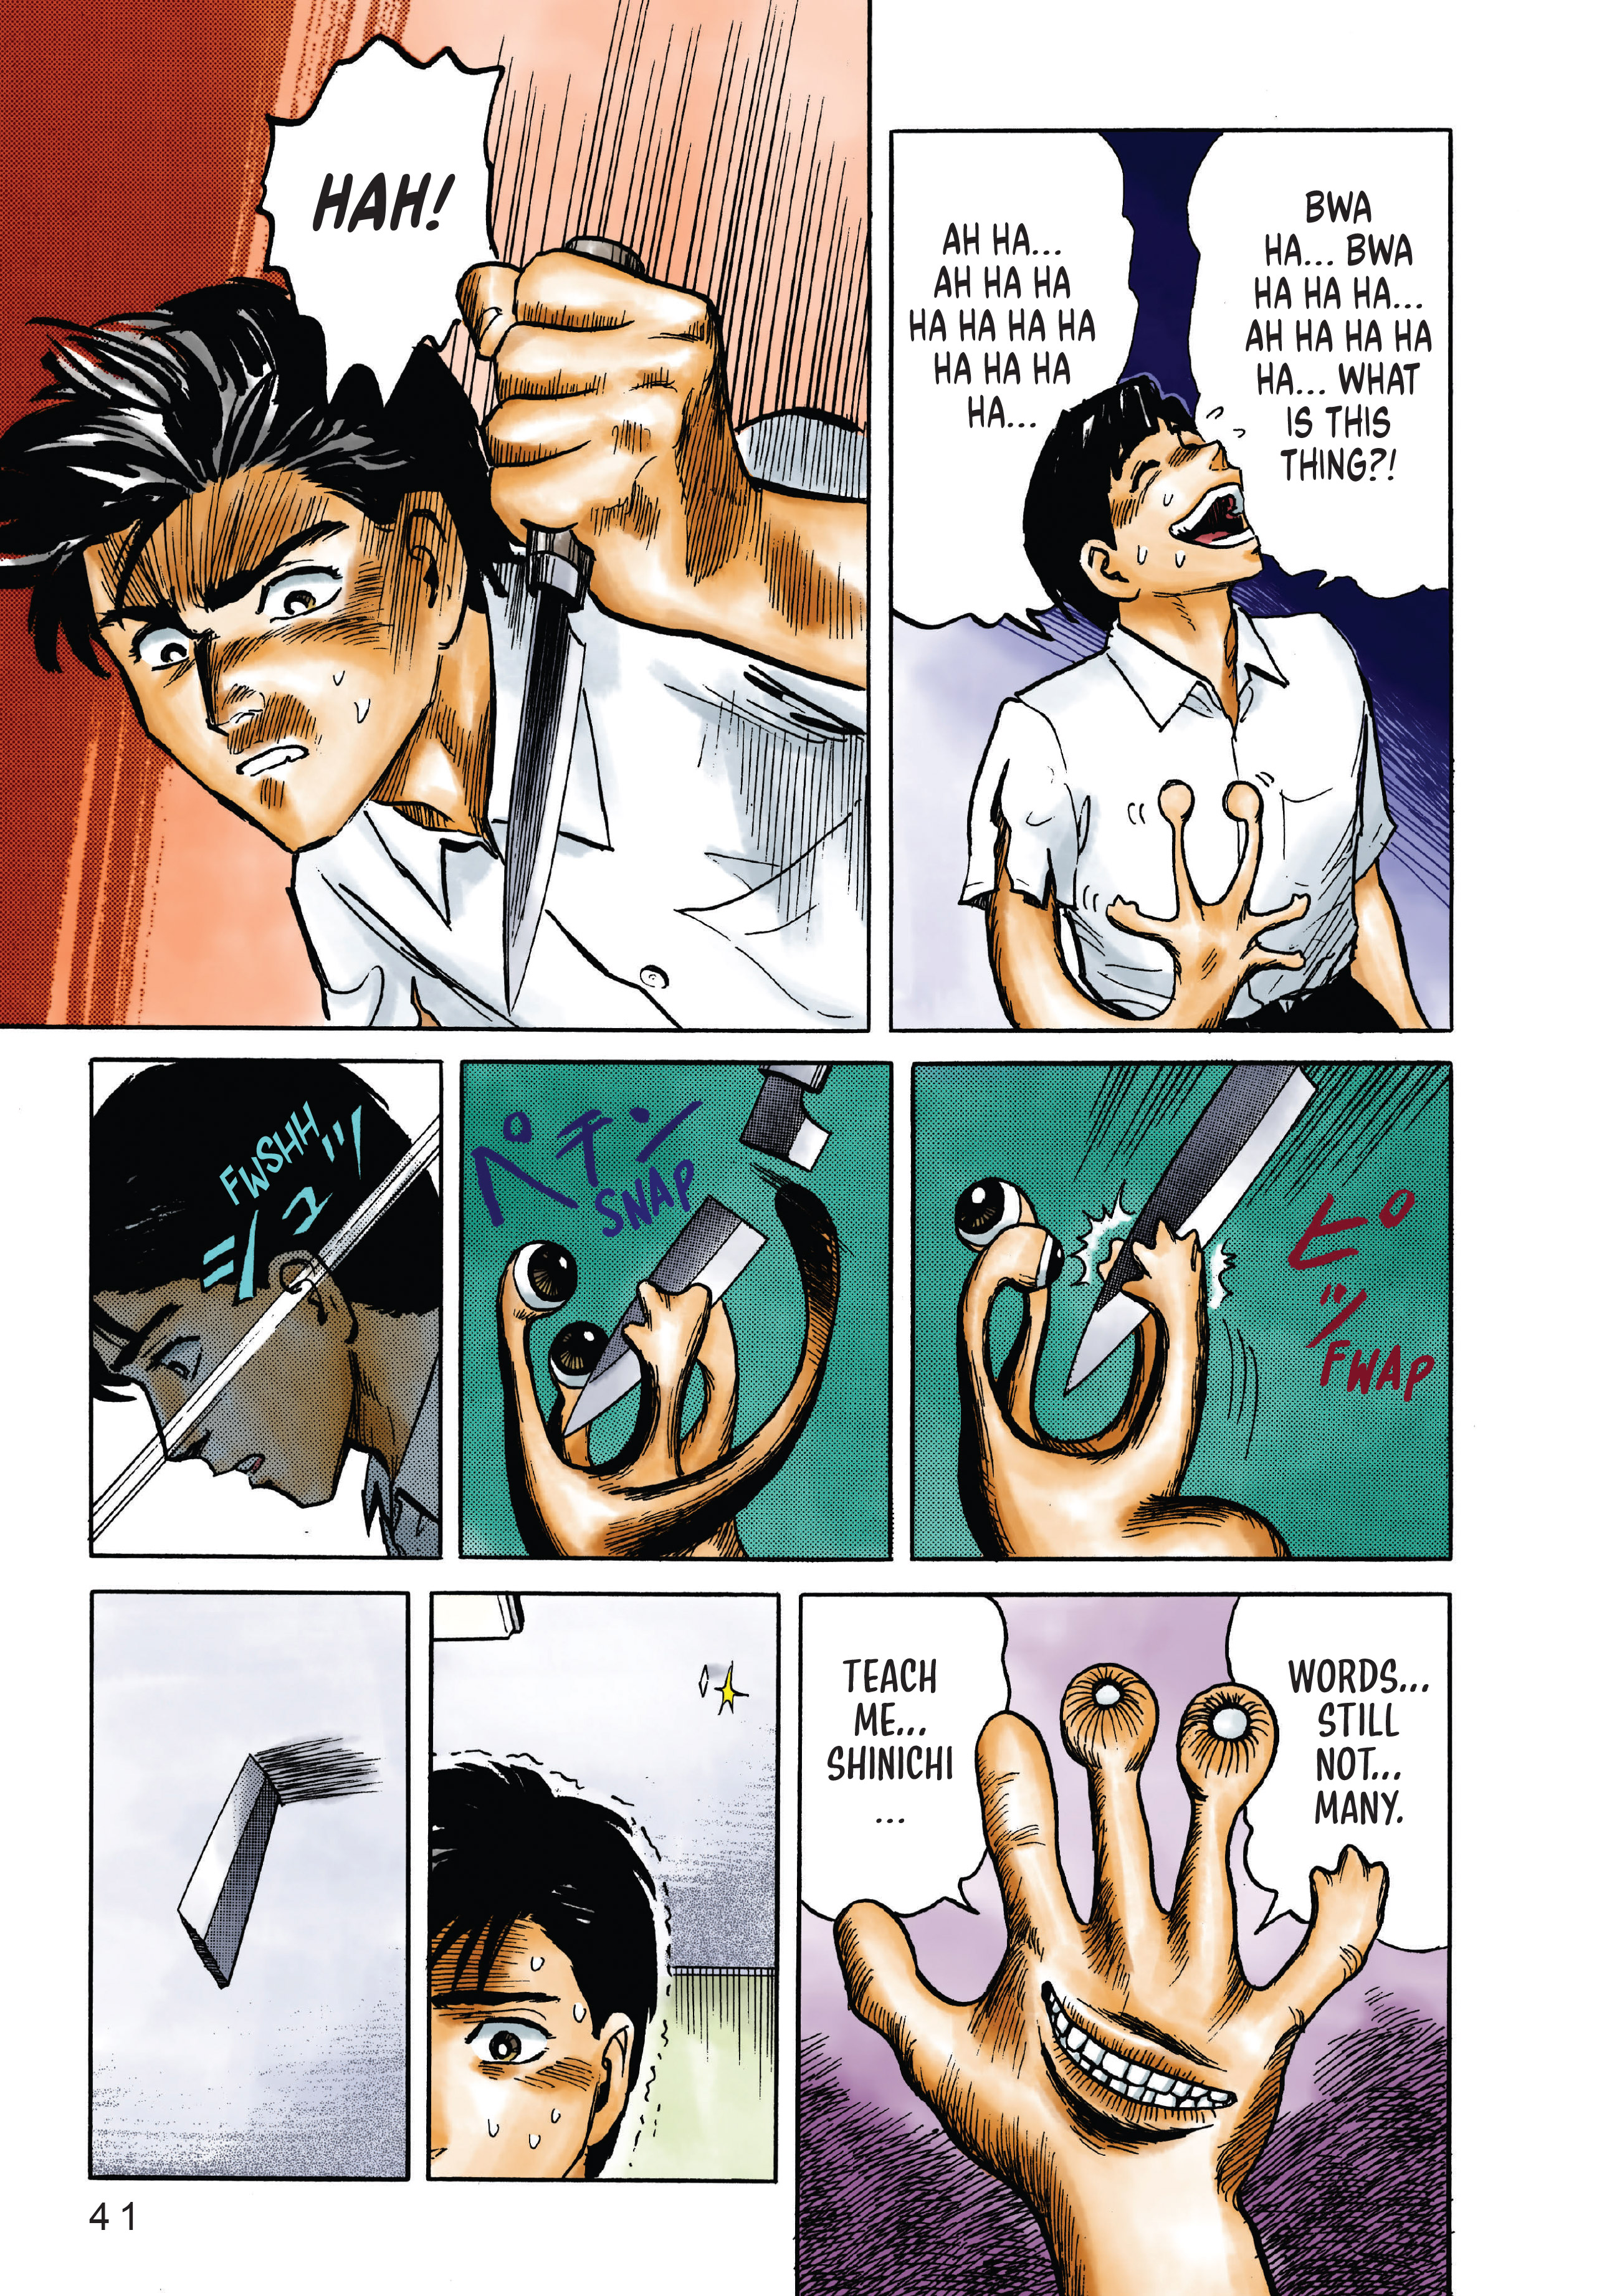 BWA
HA... BWA
HA HA HA...
AH HA HA HA
HA... WHAT
IS THIS
THING?!
AH HA...
AH HA HA
HA HA HA HA
HA HA HA
HA...
HAH!
ピッ
FWAP
ペチン
SNAP
FWSHH
シュッ
WORDS...
STILL
NOT...
MANY.
TEACH
ME...
SHINICHI
...
41